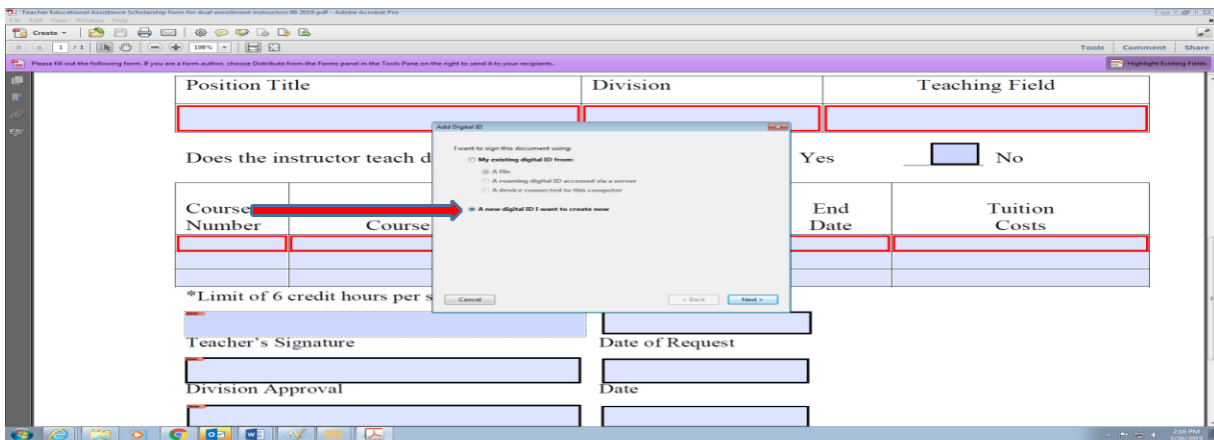 Teacher Educational Assistance Scholarship form for dual enrollment instructors 06 2019.pdf - Adobe Acrobat Pro
File Edit View Window Help
Create
1 / 1 100% Tools Comment Share
Please fill out the following form. If you are a form author, choose Distribute from the Forms panel in the Tools Pane on the right to send it to your recipients. Highlight Existing Fields
Position Title Division Teaching Field
Add Digital ID
I want to sign this document using:
My existing digital ID from:
A file
A roaming digital ID accessed via a server
A device connected to this computer
A new digital ID I want to create now
Cancel < Back Next >
Does the instructor teach d Yes No
Course End Tuition
Number Course Date Costs
*Limit of 6 credit hours per s
Teacher's Signature Date of Request
Division Approval Date
2:16 PM
7/26/2019